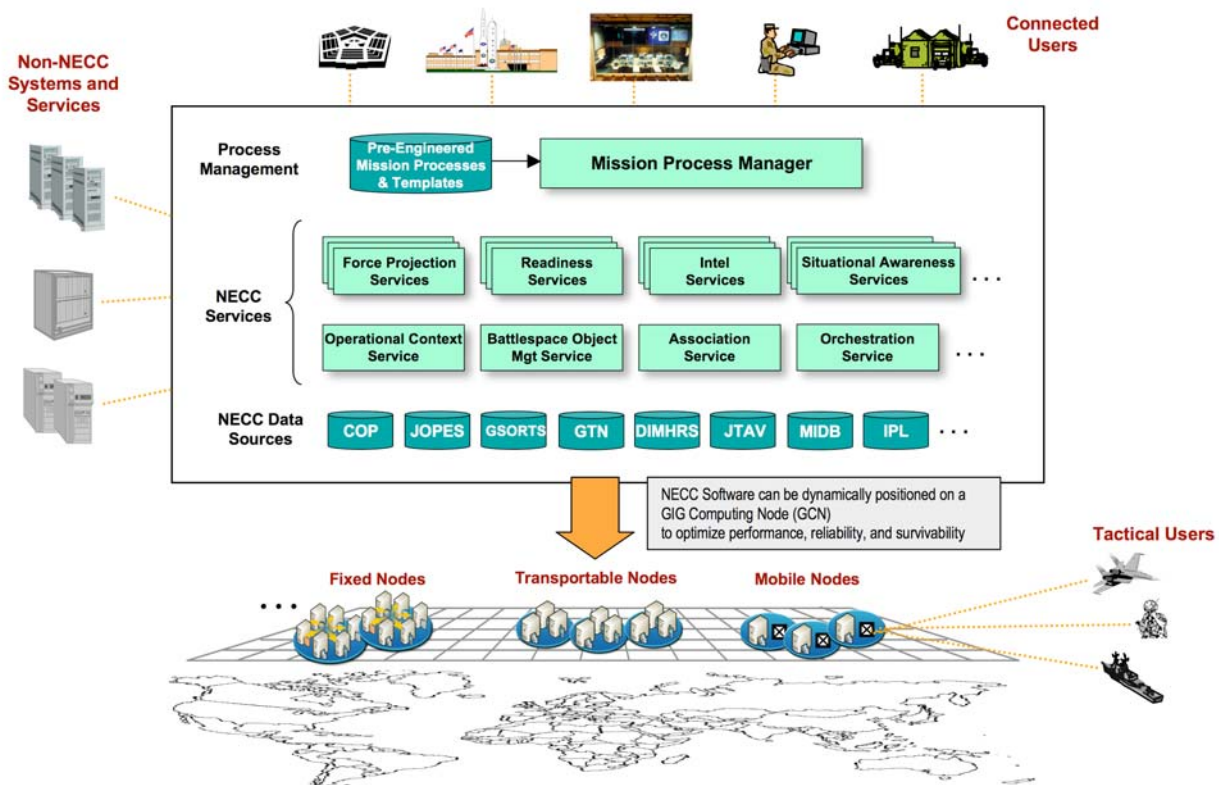 Connected
Users
Non-NECC
Systems and
Services
Process
Management
Pre-Engineered
Mission Processes
& Templates
Mission Process Manager
NECC
Services
Force Projection
Services
Readiness
Services
Intel
Services
Situational Awareness
Services
. . .
Operational Context
Service
Battlespace Object
Mgt Service
Association
Service
Orchestration
Service
. . .
NECC Data
Sources
COP
JOPES
GSORTS
GTN
DIMHRS
JTAV
MIDB
IPL
. . .
NECC Software can be dynamically positioned on a
GIG Computing Node (GCN)
to optimize performance, reliability, and survivability
Tactical Users
Fixed Nodes
Transportable Nodes
Mobile Nodes
. . .